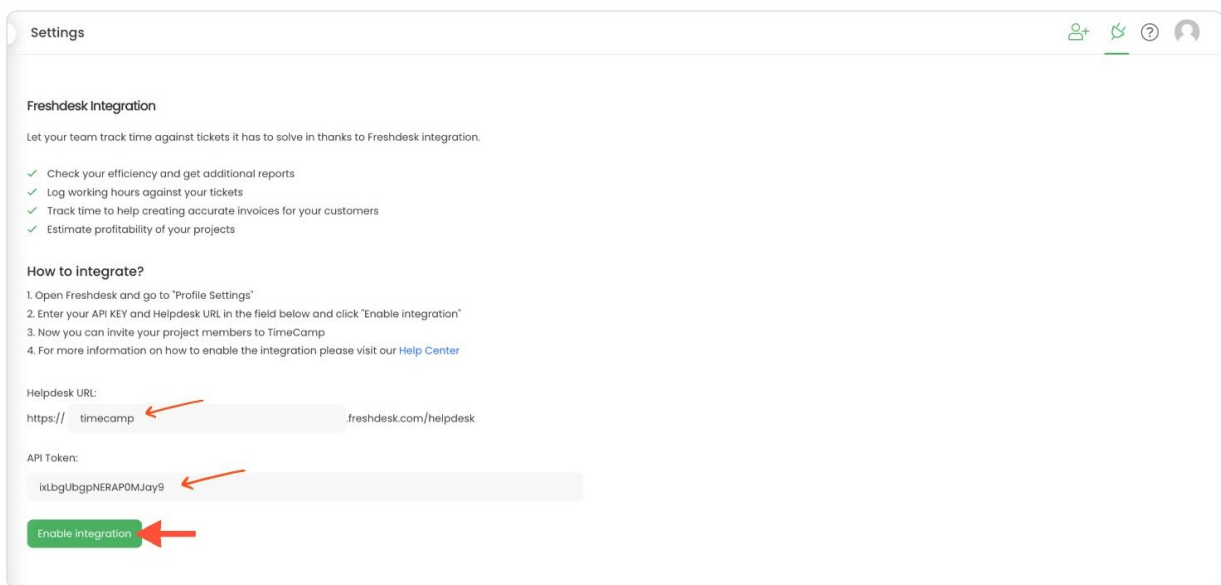 Settings
Freshdesk Integration
Let your team track time against tickets it has to solve in thanks to Freshdesk integration.
Check your efficiency and get additional reports
Log working hours against your tickets
Track time to help creating accurate invoices for your customers
Estimate profitability of your projects
How to integrate?
1. Open Freshdesk and go to "Profile Settings"
2. Enter your API KEY and Helpdesk URL in the field below and click "Enable integration"
3. Now you can invite your project members to TimeCamp
4. For more information on how to enable the integration please visit our Help Center
Helpdesk URL:
https:// timecamp .freshdesk.com/helpdesk
API Token:
ixLbgUbgpNERAP0MJay9
Enable integration